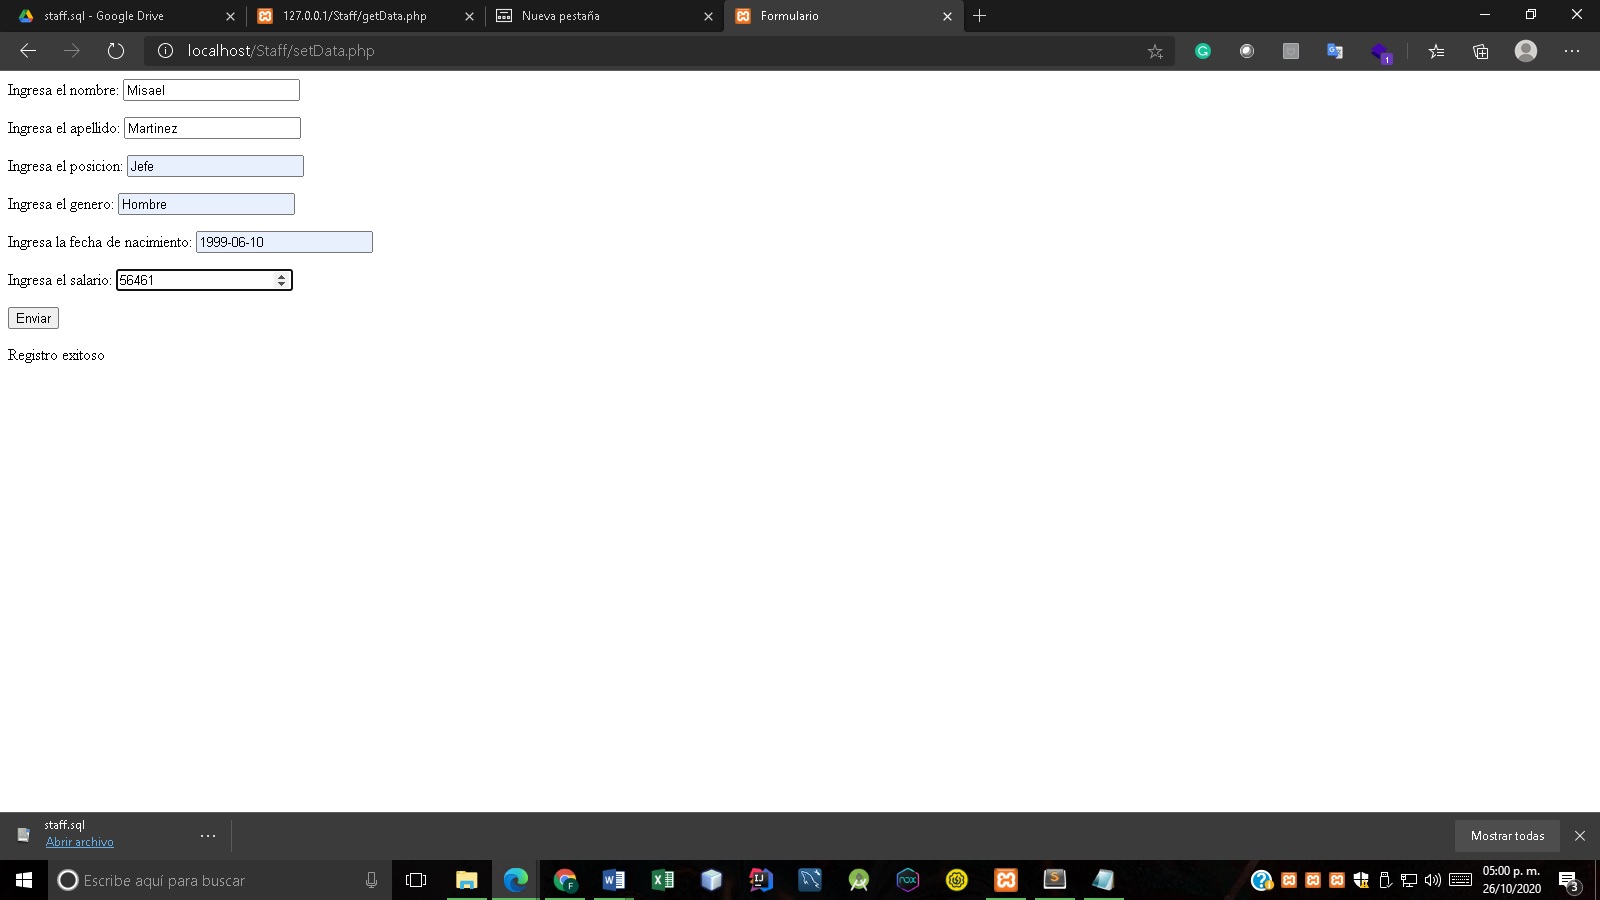 staff.sql - Google Drive
127.0.0.1/Staff/getData.php
Nueva pestaña
Formulario
localhost/Staff/setData.php
1
Ingresa el nombre: Misael
Ingresa el apellido: Martinez
Ingresa el posicion: Jefe
Ingresa el genero: Hombre
Ingresa la fecha de nacimiento: 1999-06-10
Ingresa el salario: 56461
Enviar
Registro exitoso
staff.sql
Abrir archivo
Mostrar todas
Escribe aquí para buscar
05:00 p. m.
26/10/2020
3